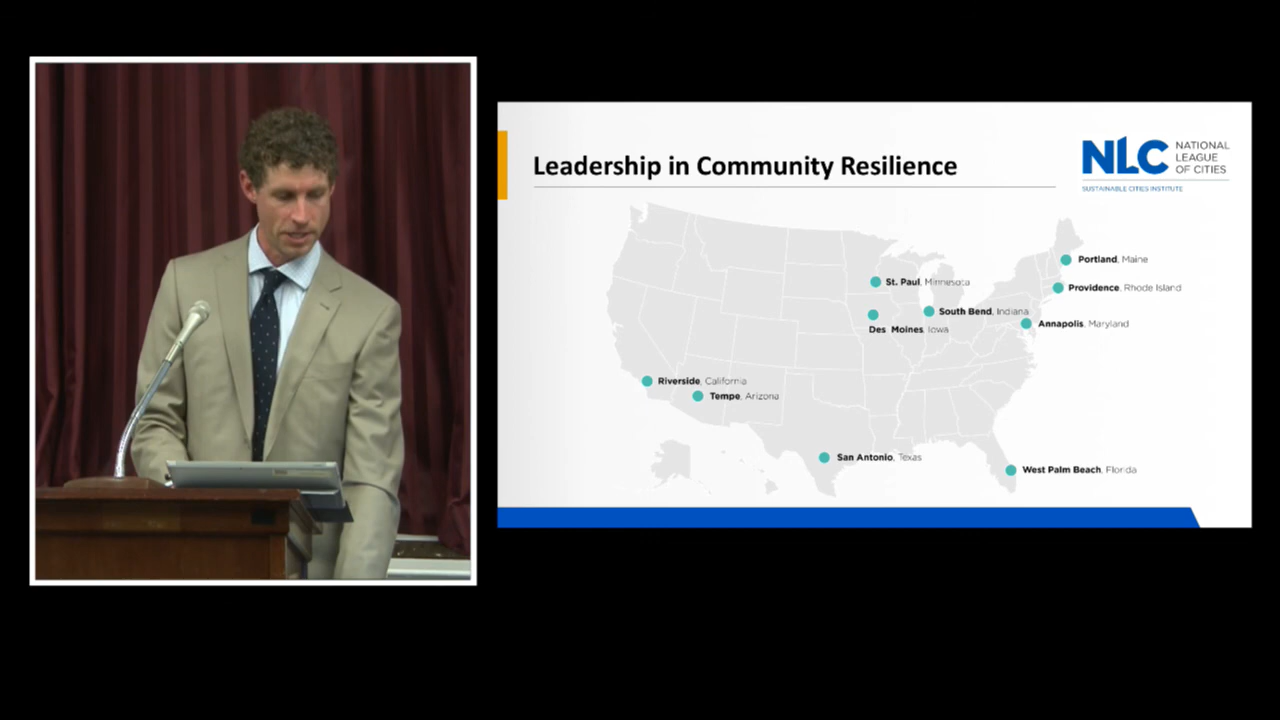 Leadership in Community Resilience
NLC NATIONAL
LEAGUE
OF CITIES
SUSTAINABLE CITIES INSTITUTE
Portland, Maine
St. Paul, Minnesota
Providence, Rhode Island
South Bend, Indiana
Annapolis, Maryland
Des Moines, Iowa
Riverside, California
Tempe, Arizona
San Antonio, Texas
West Palm Beach, Florida